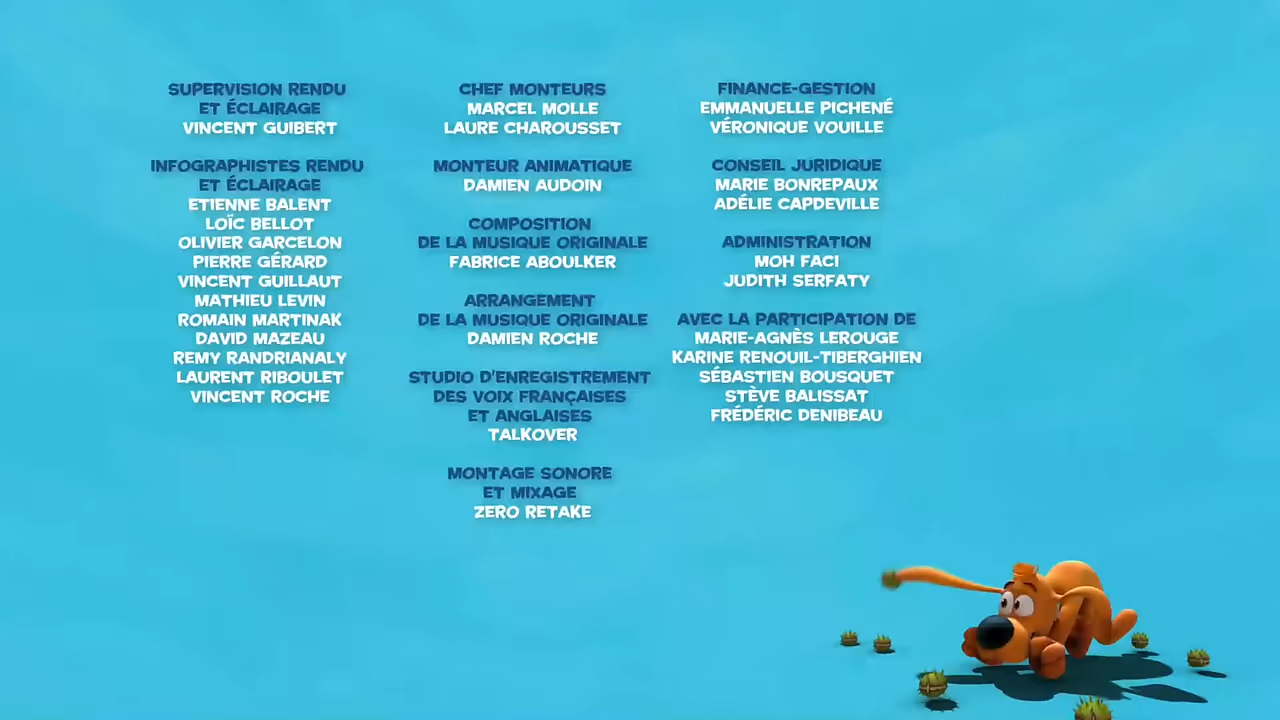 SUPERVISION RENDU
ET ÉCLAIRAGE
VINCENT GUIBERT
INFOGRAPHISTES RENDU
ET ÉCLAIRAGE
ETIENNE BALENT
LOÏC BELLOT
OLIVIER GARCELON
PIERRE GÉRARD
VINCENT GUILLAUT
MATHIEU LEVIN
ROMAIN MARTINAK
DAVID MAZEAU
REMY RANDRIANALY
LAURENT RIBOULET
VINCENT ROCHE
CHEF MONTEURS
MARCEL MOLLE
LAURE CHAROUSSET
MONTEUR ANIMATIQUE
DAMIEN AUDOIN
COMPOSITION
DE LA MUSIQUE ORIGINALE
FABRICE ABOULKER
ARRANGEMENT
DE LA MUSIQUE ORIGINALE
DAMIEN ROCHE
STUDIO D'ENREGISTREMENT
DES VOIX FRANÇAISES
ET ANGLAISES
TALKOVER
MONTAGE SONORE
ET MIXAGE
ZERO RETAKE
FINANCE-GESTION
EMMANUELLE PICHENÉ
VÉRONIQUE VOUILLE
CONSEIL JURIDIQUE
MARIE BONREPAUX
ADÉLIE CAPDEVILLE
ADMINISTRATION
MOH FACI
JUDITH SERFATY
AVEC LA PARTICIPATION DE
MARIE-AGNÈS LEROUGE
KARINE RENOUIL-TIBERGHIEN
SÉBASTIEN BOUSQUET
STÈVE BALISSAT
FRÉDÉRIC DENIBEAU